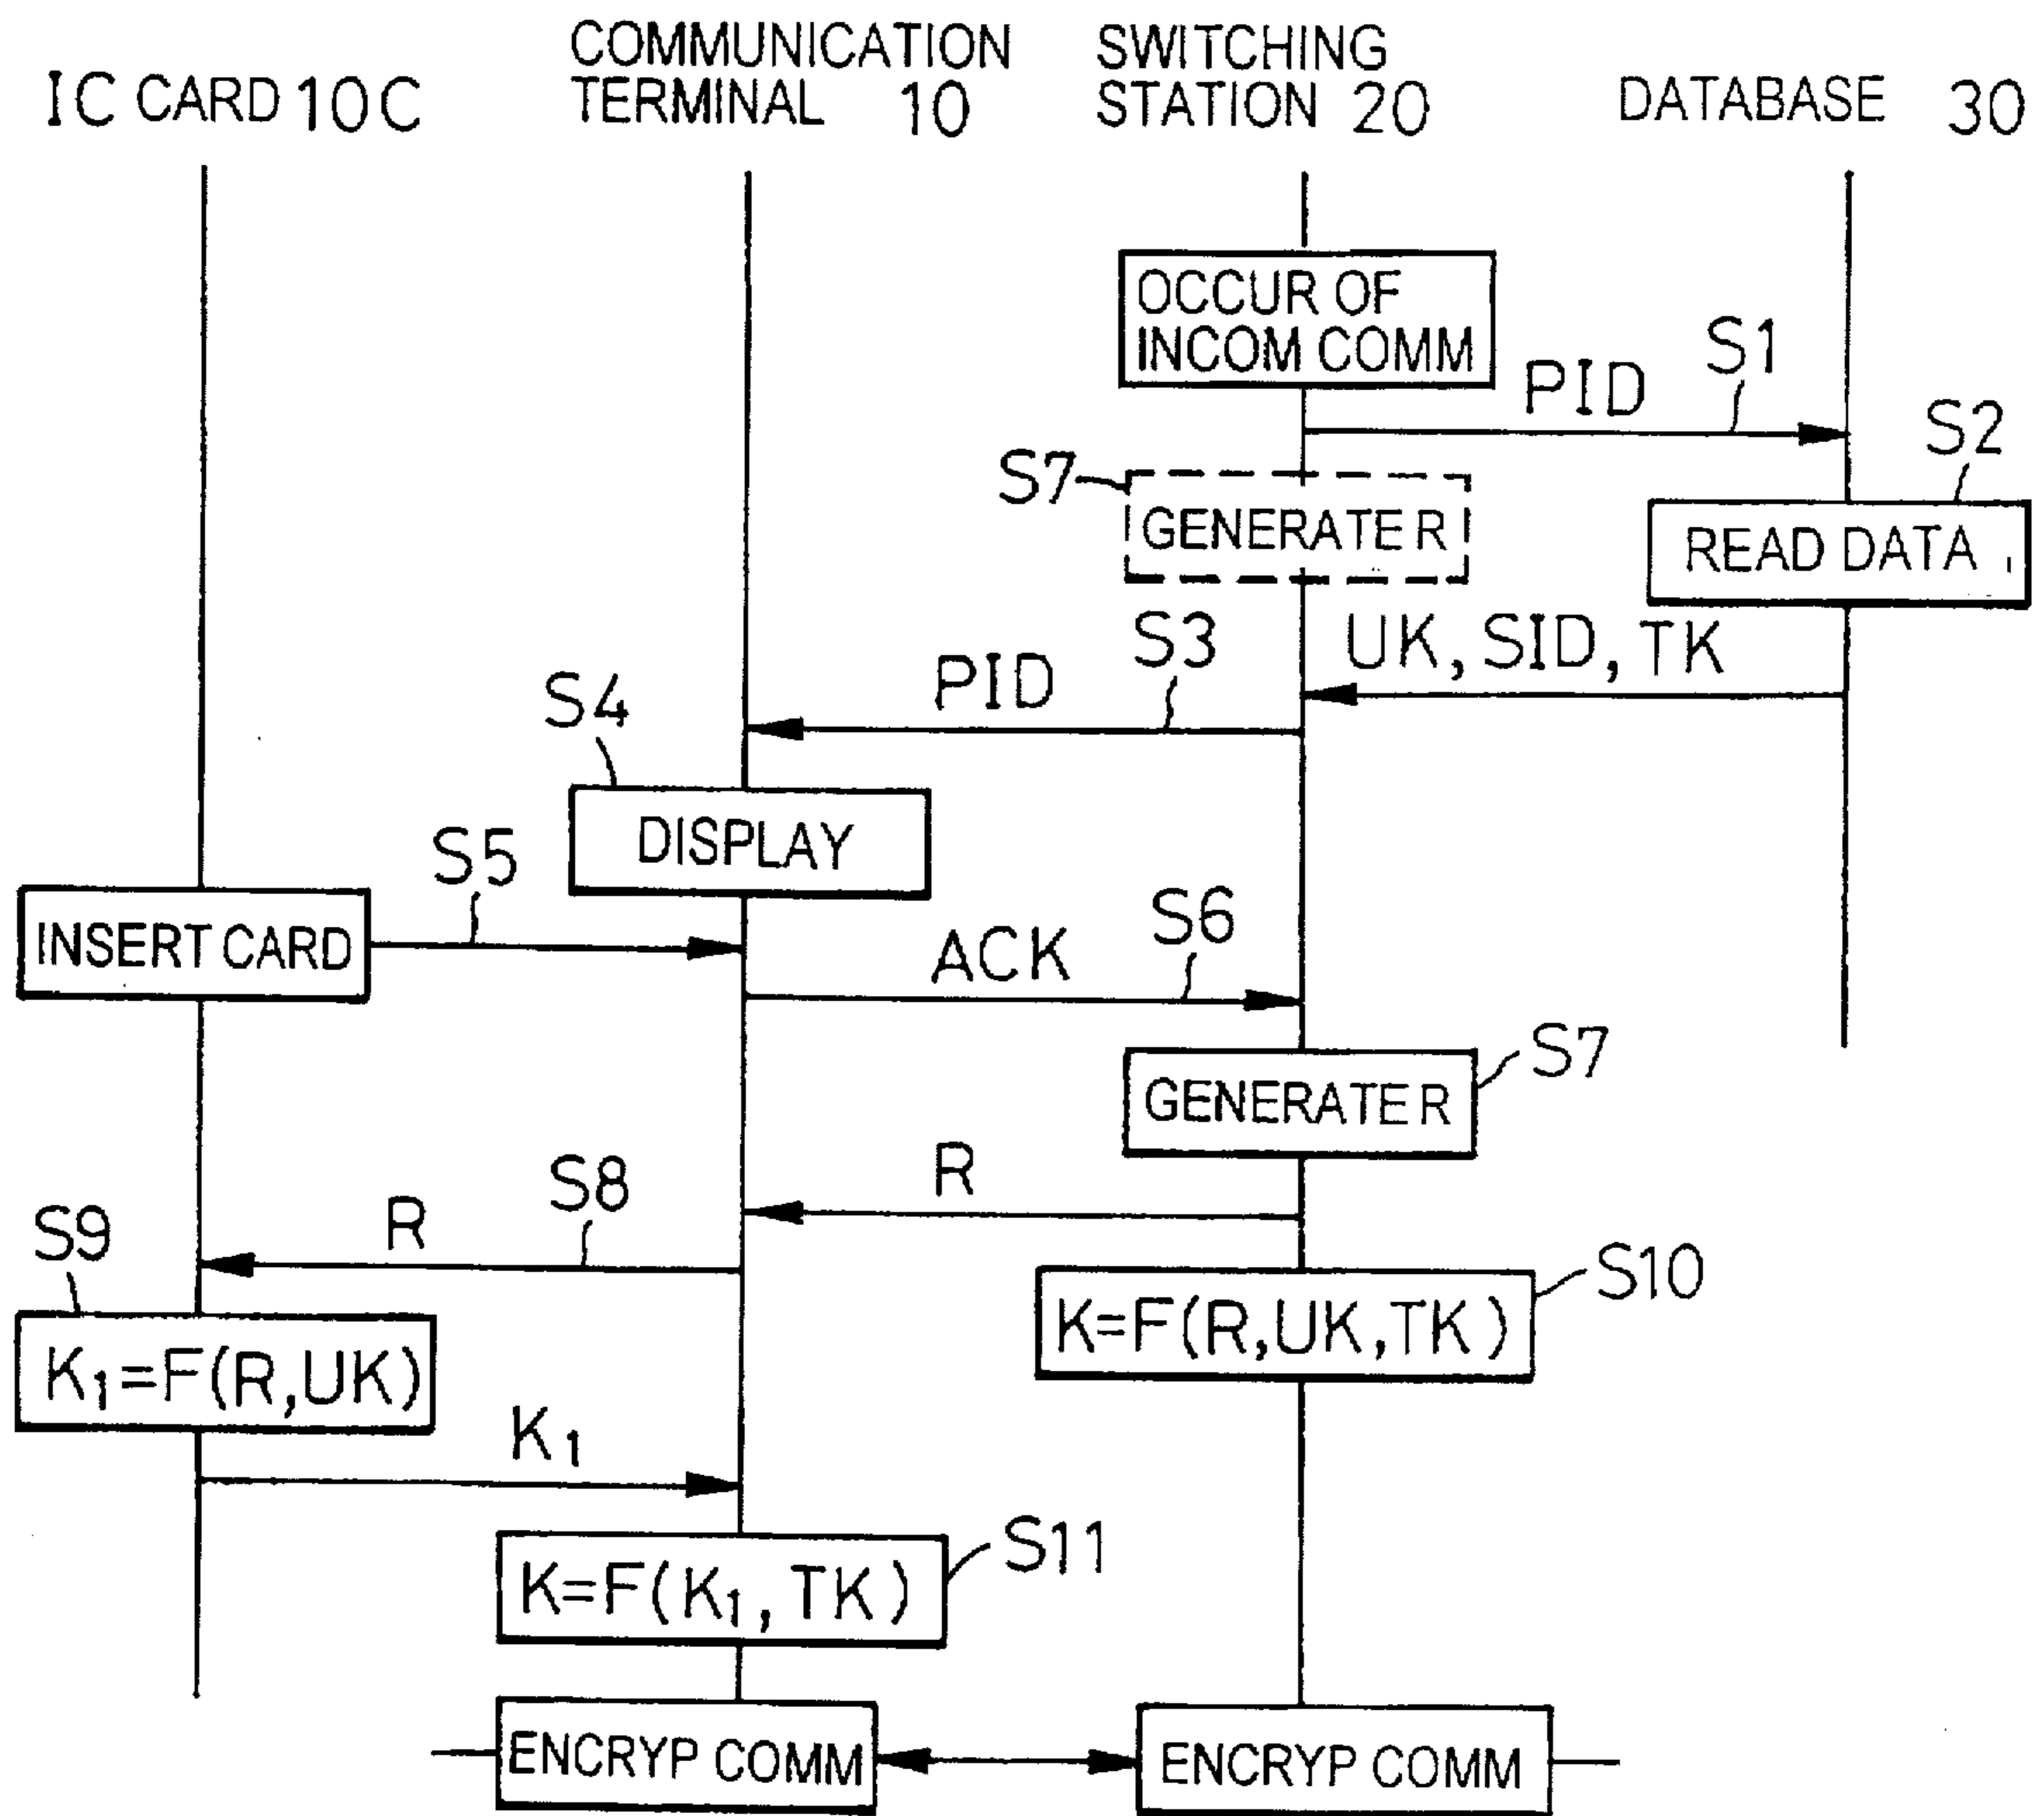 IC CARD 10C
COMMUNICATION
TERMINAL 10
SWITCHING
STATION 20
DATABASE 30
OCCUR OF
INCOM COMM
PID
S1
S2
S7
GENERATE R
READ DATA
S3
UK, SID, TK
PID
S4
DISPLAY
S5
INSERT CARD
ACK
S6
S7
GENERATE R
R
S8
R
S9
S10
K=F(R,UK,TK)
K1=F(R,UK)
K1
S11
K=F(K1, TK)
ENCRYP COMM
ENCRYP COMM